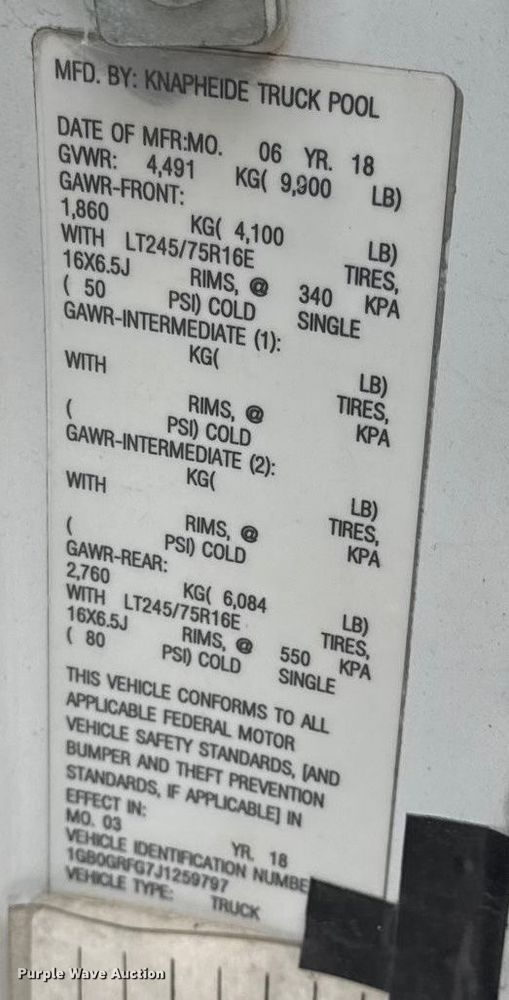 MFD. BY: KNAPHEIDE TRUCK POOL
DATE OF MFR:MO. 06 YR. 18
GVWR: 4,491 KG( 9,900 LB)
GAWR-FRONT:
1,860 KG( 4,100 LB)
WITH LT245/75R16E TIRES,
16X6.5J RIMS, @ 340 KPA
( 50 PSI) COLD SINGLE
GAWR-INTERMEDIATE (1):
KG( LB)
WITH TIRES,
RIMS, @ KPA
( PSI) COLD
GAWR-INTERMEDIATE (2):
KG( LB)
WITH TIRES,
RIMS, @ KPA
( PSI) COLD
GAWR-REAR:
2,760 KG( 6,084 LB)
WITH LT245/75R16E TIRES,
16X6.5J RIMS, @ 550 KPA
( 80 PSI) COLD SINGLE
THIS VEHICLE CONFORMS TO ALL
APPLICABLE FEDERAL MOTOR
VEHICLE SAFETY STANDARDS, [AND
BUMPER AND THEFT PREVENTION
STANDARDS, IF APPLICABLE] IN
EFFECT IN:
MO. 03 YR. 18
VEHICLE IDENTIFICATION NUMBE
1GB0GRFG7J1259797
VEHICLE TYPE: TRUCK
Purple Wave Auction